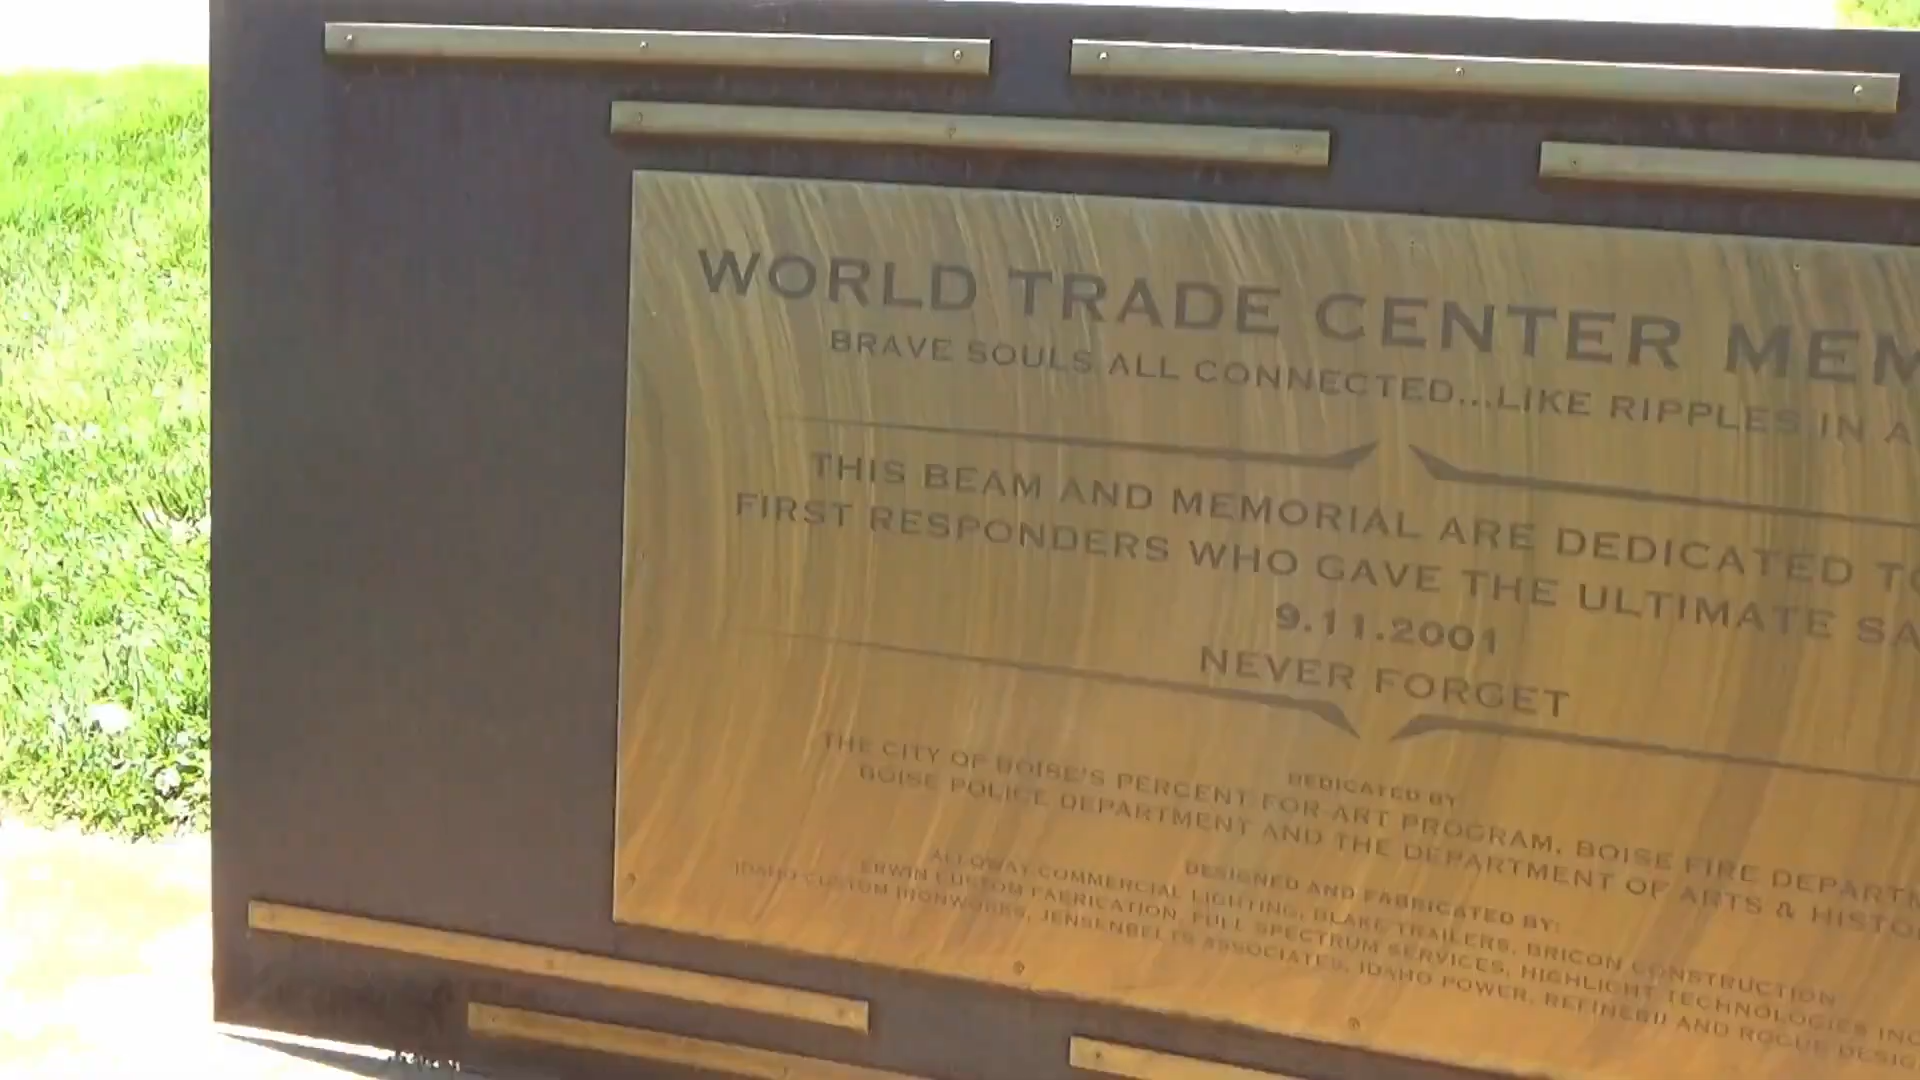 WORLD TRADE CENTER MEM
BRAVE SOULS ALL CONNECTED...LIKE RIPPLES IN A
THIS BEAM AND MEMORIAL ARE DEDICATED TO
FIRST RESPONDERS WHO GAVE THE ULTIMATE SA
9.11.2001
NEVER FORGET
DEDICATED BY
THE CITY OF BOISE'S PERCENT FOR ART PROGRAM, BOISE FIRE DEPARTM
BOISE POLICE DEPARTMENT AND THE DEPARTMENT OF ARTS & HISTO
DESIGNED AND FABRICATED BY:
ALLOWAY COMMERCIAL LIGHTING, BLAKE TRAILERS, BRICON CONSTRUCTION
ERWIN CUSTOM FABRICATION, FULL SPECTRUM SERVICES, HIGHLIGHT TECHNOLOGIES INC
IDAHO CUSTOM IRONWORKS, JENSENBELTS ASSOCIATES, IDAHO POWER, REFINERII AND ROGUE DESIG